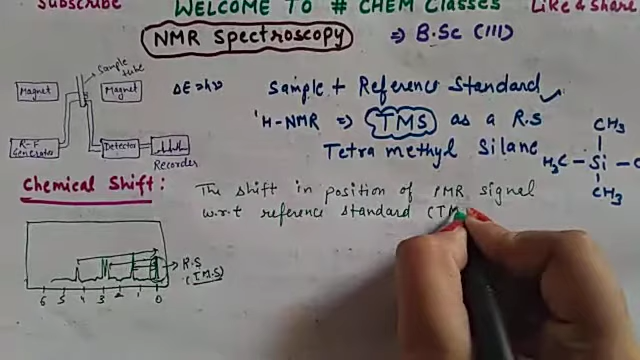 Subscribe
WELCOME TO # CHEM Classes
Like & Share
NMR Spectroscopy ⇒ B.Sc (III)
Sample tube
Magnet
Magnet
R-F Generator
Detector
Recorder
ΔE = hν
Sample + Reference Standard ✓
¹H-NMR ⇒ TMS as a R.S
Tetra methyl Silane
CH3
H3C - Si - C
CH3
Chemical Shift:
The shift in position of PMR signal
w.r.t reference standard (TM
R.S
(TMS)
6 5 4 3 2 1 0